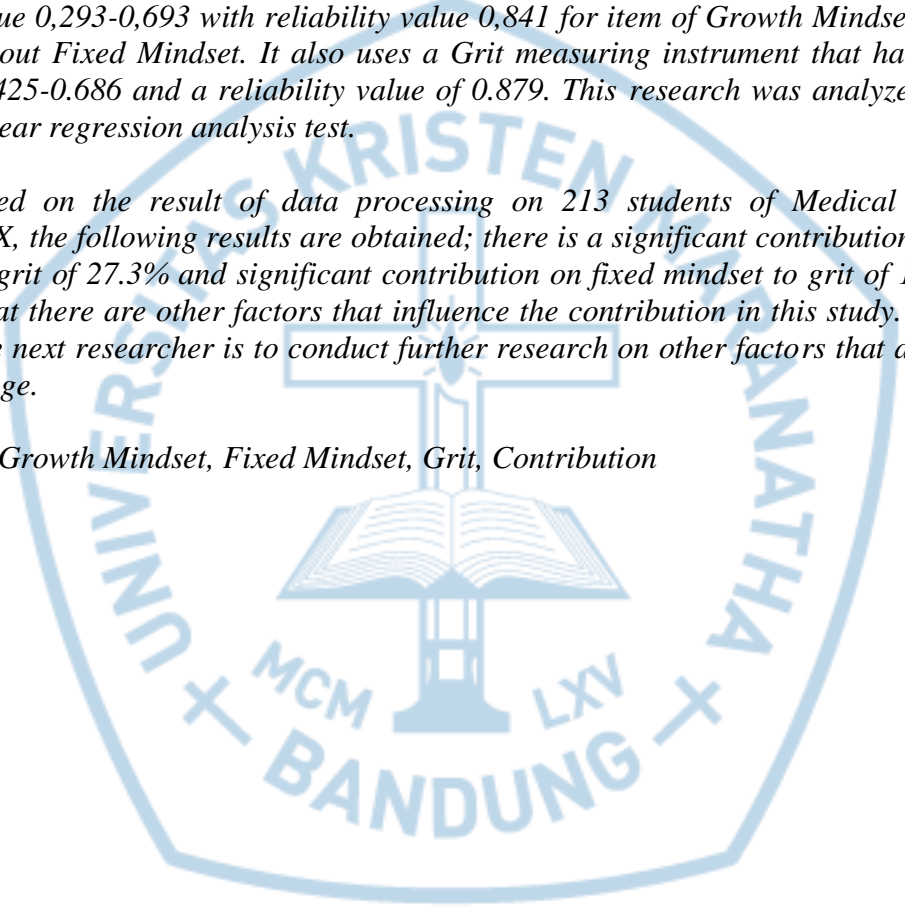 ue 0,293-0,693 with reliability value 0,841 for item of Growth Mindse
out Fixed Mindset. It also uses a Grit measuring instrument that ha
425-0.686 and a reliability value of 0.879. This research was analyze
ear regression analysis test.
ed on the result of data processing on 213 students of Medical
X, the following results are obtained; there is a significant contribution
grit of 27.3% and significant contribution on fixed mindset to grit of 1
at there are other factors that influence the contribution in this study.
e next researcher is to conduct further research on other factors that a
ge.
Growth Mindset, Fixed Mindset, Grit, Contribution
UNIVERSITAS KRISTEN MARANATHA
MCM LXV
BANDUNG